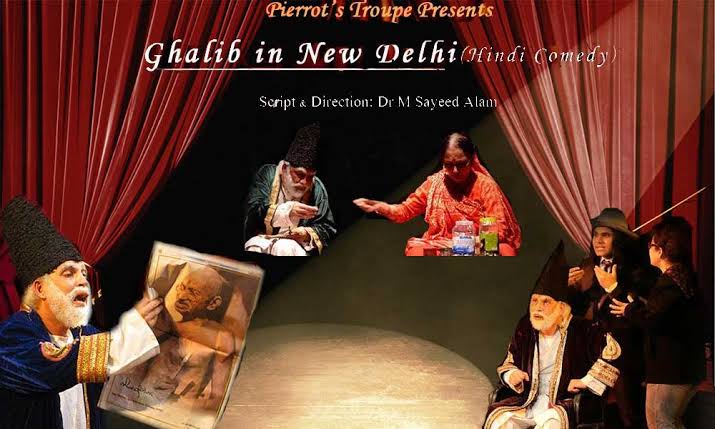 Pierrot's Troupe Presents
Ghalib in New Delhi (Hindi Comedy)
Script & Direction: Dr M Sayeed Alam